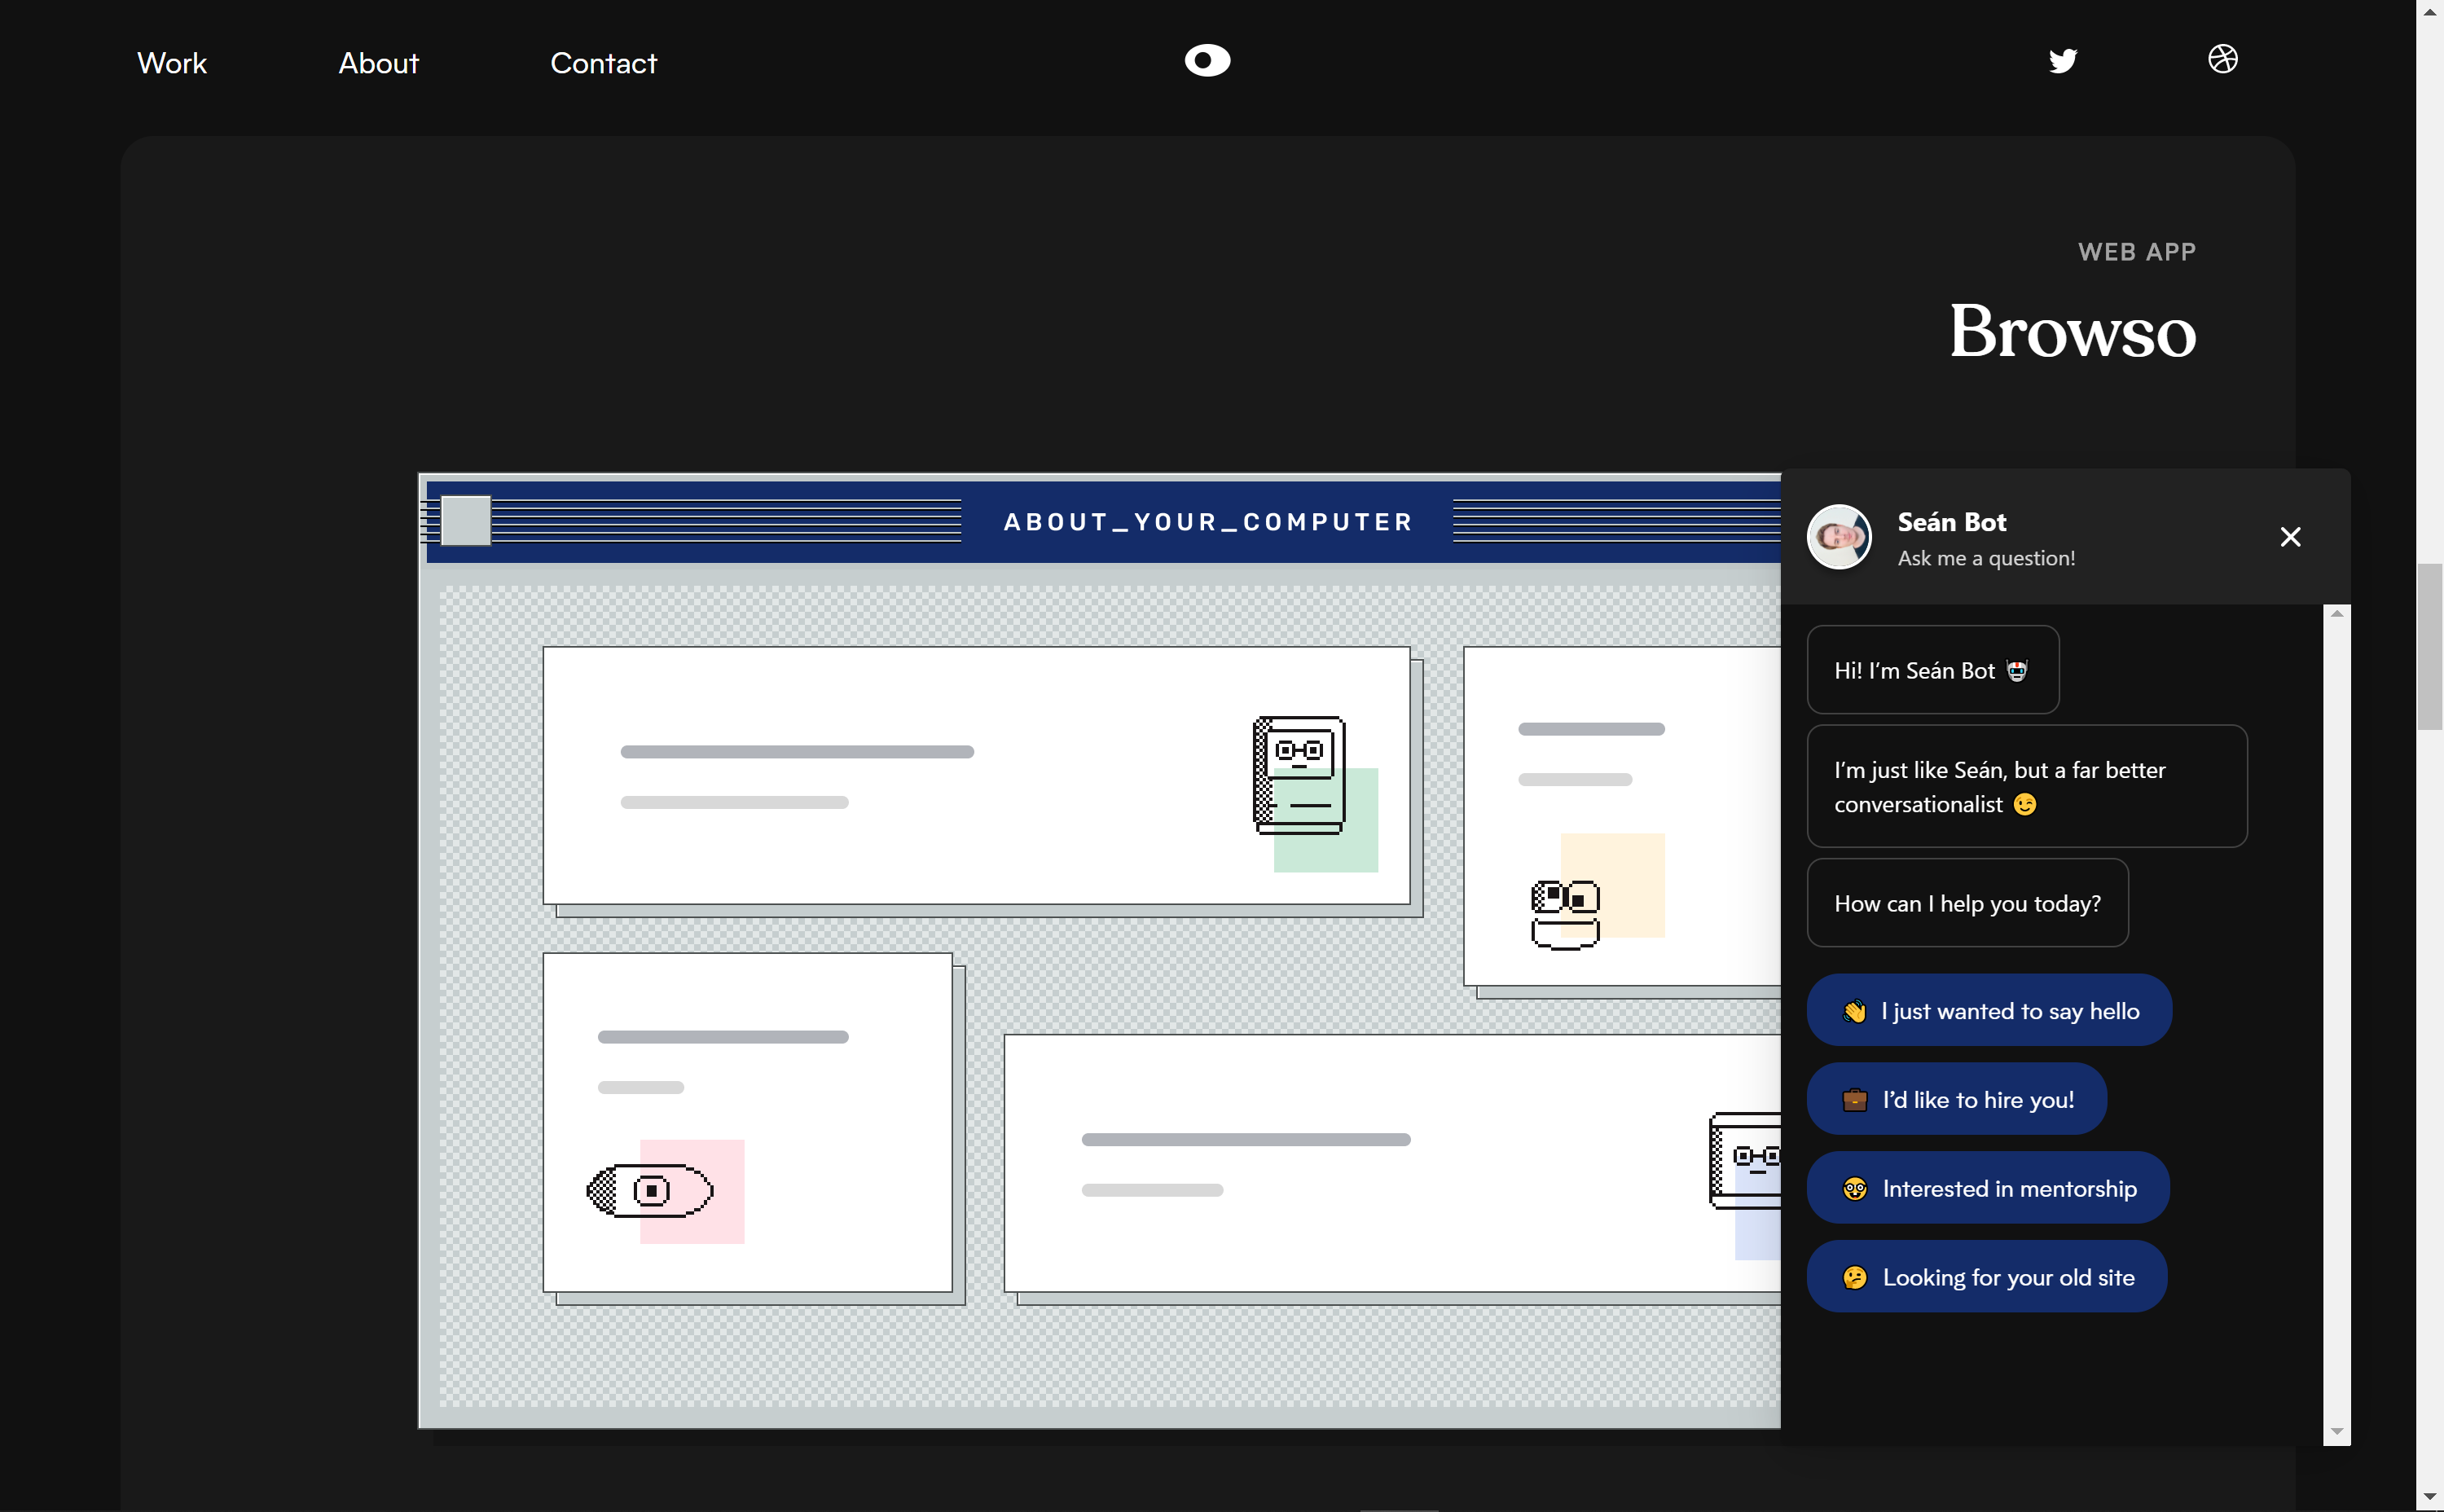 Work
About
Contact
WEB APP
Browso
ABOUT_YOUR_COMPUTER
Seán Bot
Ask me a question!
Hi! I’m Seán Bot 🤖
I’m just like Seán, but a far better
conversationalist 😉
How can I help you today?
👋 I just wanted to say hello
💼 I’d like to hire you!
🤓 Interested in mentorship
🤔 Looking for your old site